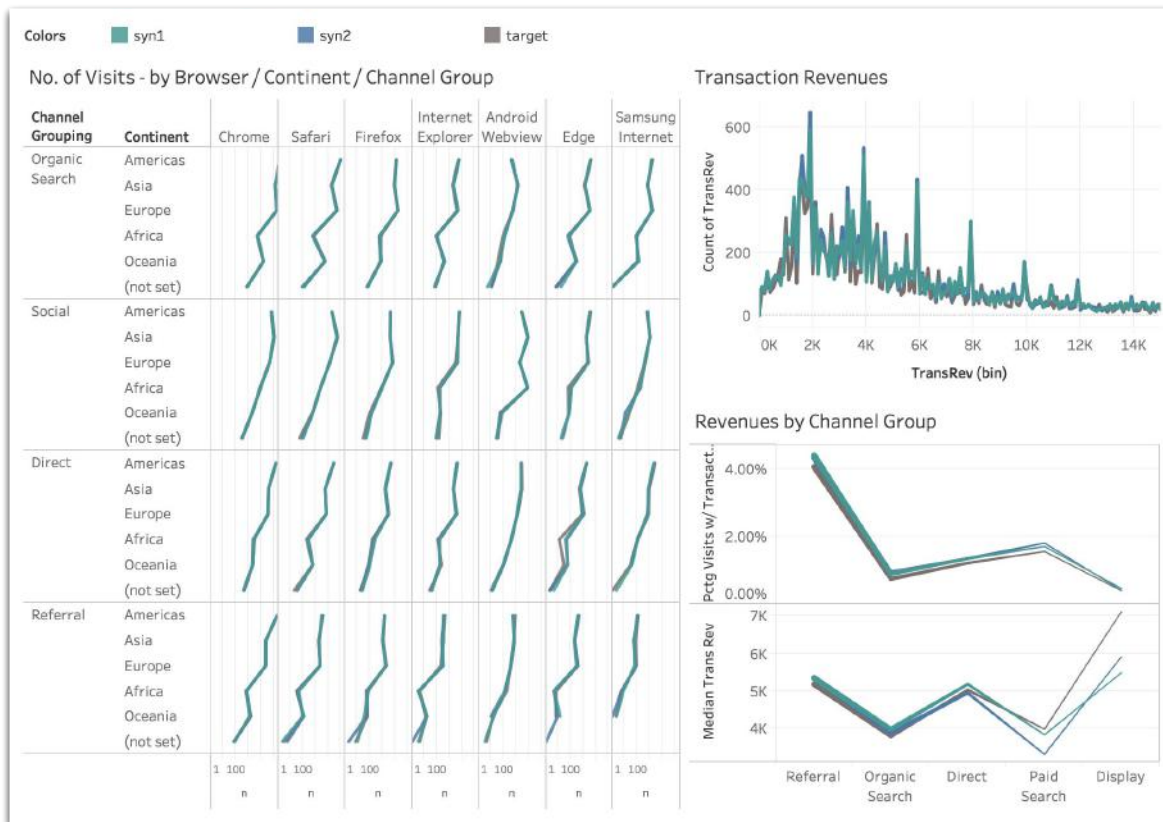 Colors syn1 syn2 target
No. of Visits - by Browser / Continent / Channel Group
Channel Grouping Continent Chrome Safari Firefox Internet Explorer Android Webview Edge Samsung Internet
Organic Search Americas
Asia
Europe
Africa
Oceania
(not set)
Social Americas
Asia
Europe
Africa
Oceania
(not set)
Direct Americas
Asia
Europe
Africa
Oceania
(not set)
Referral Americas
Asia
Europe
Africa
Oceania
(not set)
1 100 1 100 1 100 1 100 1 100 1 100 1 100
n n n n n n n
Transaction Revenues
Count of TransRev
600
400
200
0
0K 2K 4K 6K 8K 10K 12K 14K
TransRev (bin)
Revenues by Channel Group
Pctg Visits w/ Transact..
4.00%
2.00%
0.00%
Median Trans Rev
7K
6K
5K
4K
Referral Organic Search Direct Paid Search Display